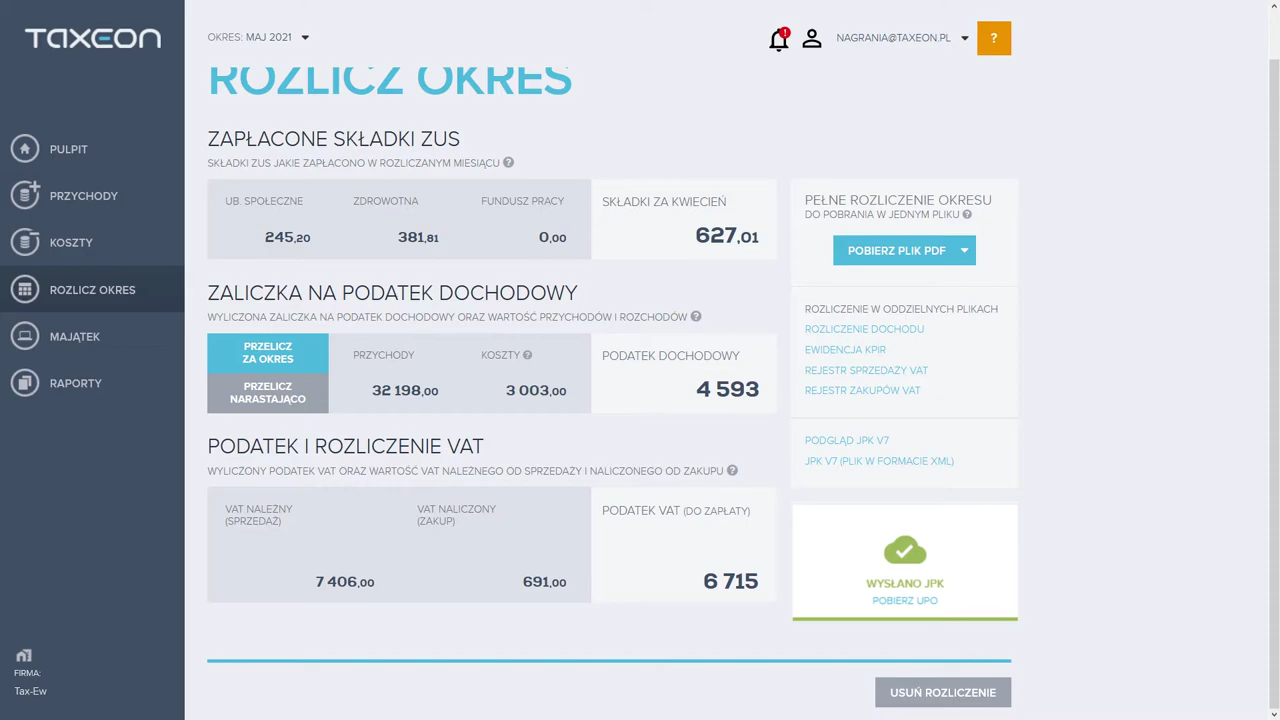 TAXEON
OKRES: MAJ 2021
!
NAGRANIA@TAXEON.PL
?
PULPIT
PRZYCHODY
KOSZTY
ROZLICZ OKRES
MAJĄTEK
RAPORTY
FIRMA:
Tax-Ew
ROZLICZ OKRES
ZAPŁACONE SKŁADKI ZUS
SKŁADKI ZUS JAKIE ZAPŁACONO W ROZLICZANYM MIESIĄCU ?
UB. SPOŁECZNE ZDROWOTNA FUNDUSZ PRACY SKŁADKI ZA KWIECIEŃ
245,20 381,81 0,00 627,01
ZALICZKA NA PODATEK DOCHODOWY
WYLICZONA ZALICZKA NA PODATEK DOCHODOWY ORAZ WARTOŚĆ PRZYCHODÓW I ROZCHODÓW ?
PRZELICZ
ZA OKRES
PRZELICZ
NARASTAJĄCO
PRZYCHODY KOSZTY ? PODATEK DOCHODOWY
32 198,00 3 003,00 4 593
PODATEK I ROZLICZENIE VAT
WYLICZONY PODATEK VAT ORAZ WARTOŚĆ VAT NALEŻNEGO OD SPRZEDAŻY I NALICZONEGO OD ZAKUPU ?
VAT NALEŻNY
(SPRZEDAŻ)
VAT NALICZONY
(ZAKUP)
PODATEK VAT (DO ZAPŁATY)
7 406,00 691,00 6 715
PEŁNE ROZLICZENIE OKRESU
DO POBRANIA W JEDNYM PLIKU ?
POBIERZ PLIK PDF
ROZLICZENIE W ODDZIELNYCH PLIKACH
ROZLICZENIE DOCHODU
EWIDENCJA KPIR
REJESTR SPRZEDAŻY VAT
REJESTR ZAKUPÓW VAT
PODGLĄD JPK V7
JPK V7 (PLIK W FORMACIE XML)
WYSŁANO JPK
POBIERZ UPO
USUŃ ROZLICZENIE